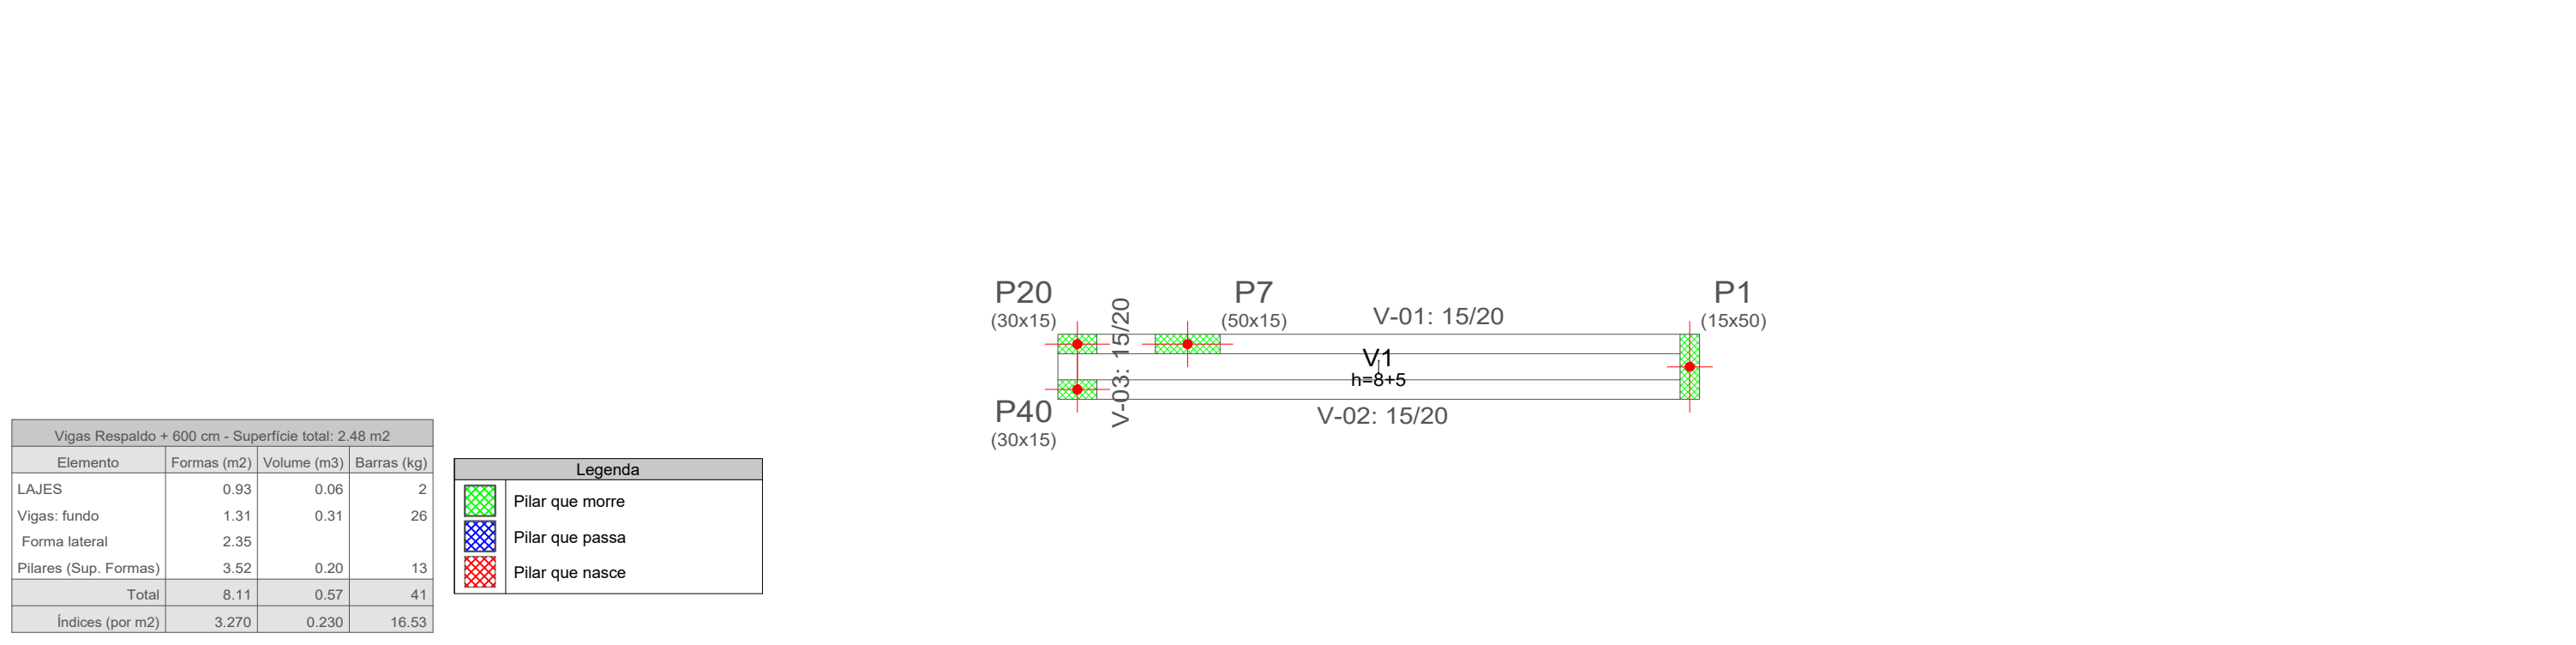 P20
(30x15)
P7
(50x15)
V-01: 15/20
P1
(15x50)
V-03: 15/20
V1
h=8+5
P40
(30x15)
V-02: 15/20
Vigas Respaldo + 600 cm - Superfície total: 2.48 m2
Elemento Formas (m2) Volume (m3) Barras (kg)
LAJES 0.93 0.06 2
Vigas: fundo 1.31 0.31 26
Forma lateral 2.35
Pilares (Sup. Formas) 3.52 0.20 13
Total 8.11 0.57 41
Índices (por m2) 3.270 0.230 16.53
Legenda
Pilar que morre
Pilar que passa
Pilar que nasce